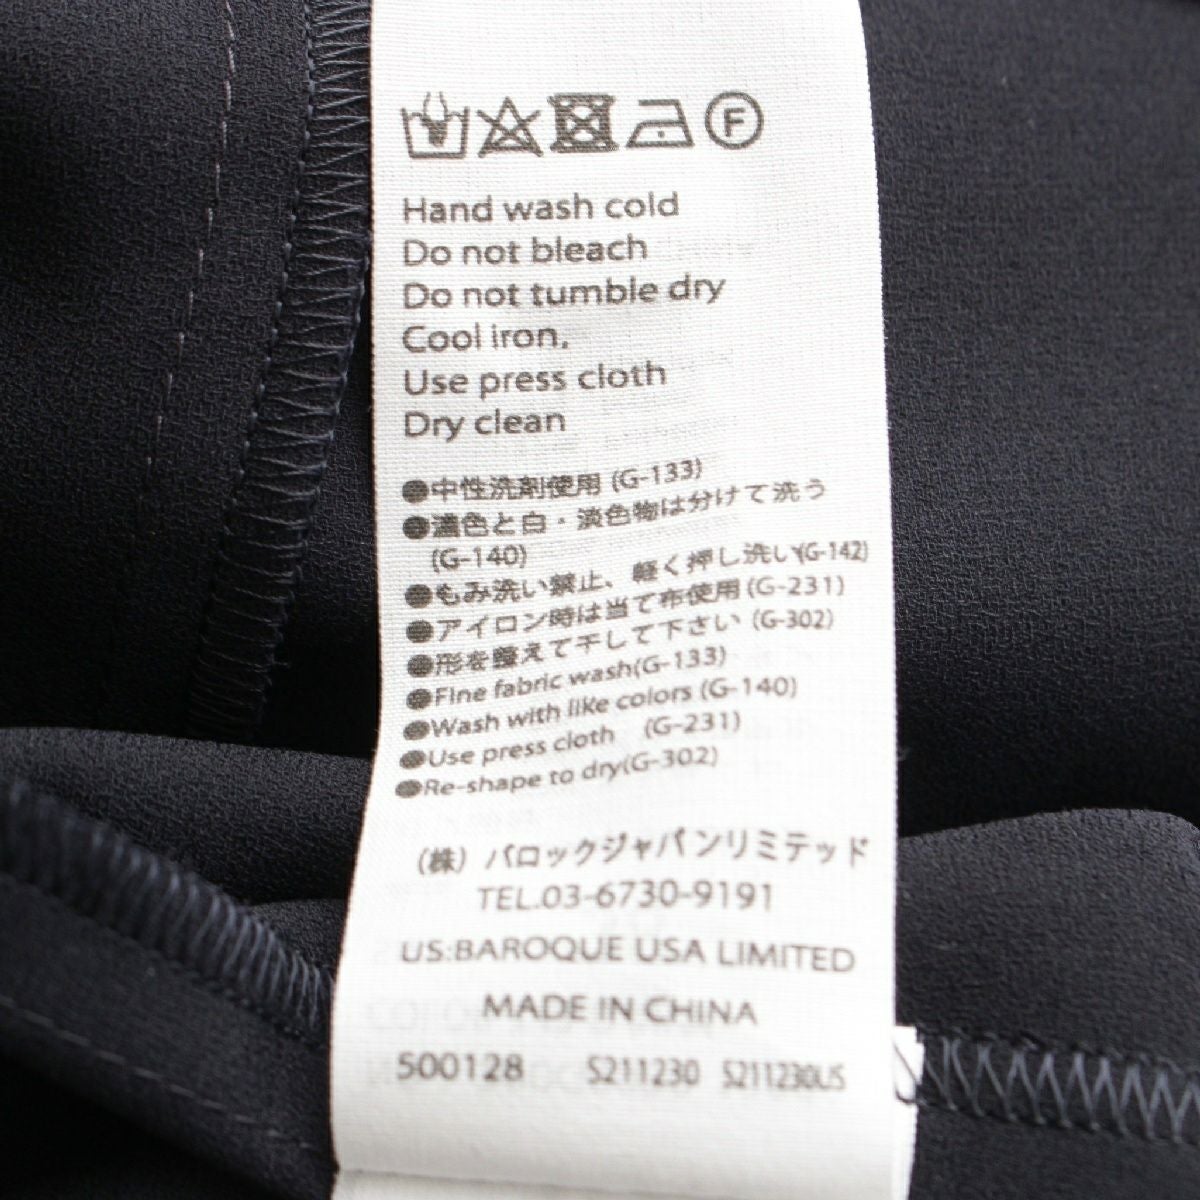 F
Hand wash cold
Do not bleach
Do not tumble dry
Cool iron.
Use press cloth
Dry clean
●中性洗剤使用 (G-133)
●濃色と白・淡色物は分けて洗う
(G-140)
●もみ洗い禁止、軽く押し洗い(G-142)
●アイロン時は当て布使用 (G-231)
●形を整えて干して下さい (G-302)
●Fine fabric wash(G-133)
●Wash with like colors (G-140)
●Use press cloth (G-231)
●Re-shape to dry(G-302)
(株) バロックジャパンリミテッド
TEL.03-6730-9191
US:BAROQUE USA LIMITED
MADE IN CHINA
500128 S211230 S211230US